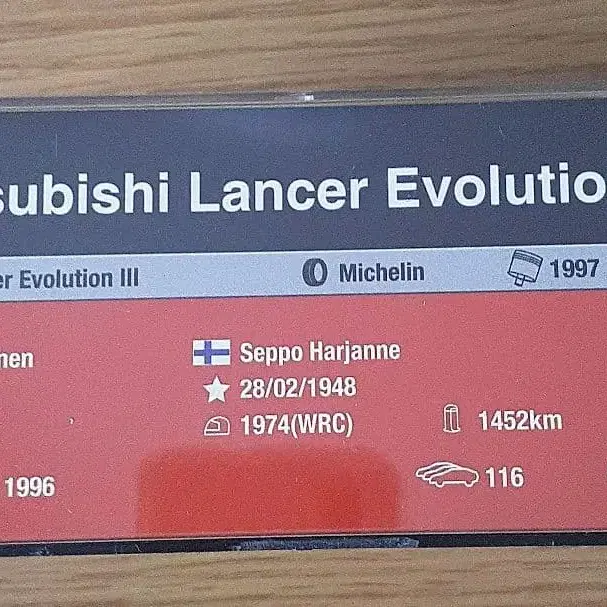 subishi Lancer Evolutio
er Evolution III Michelin 1997
nen Seppo Harjanne
28/02/1948
1974(WRC) 1452km
1996 116